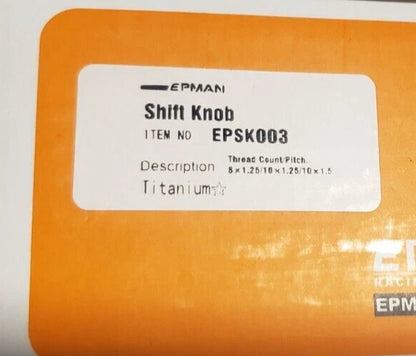 EPMAN
Shift Knob
ITEM NO EPSK003
Description Thread Count/Pitch.
8×1.25/10×1.25/10×1.5
Titanium☆
RACI
EPM